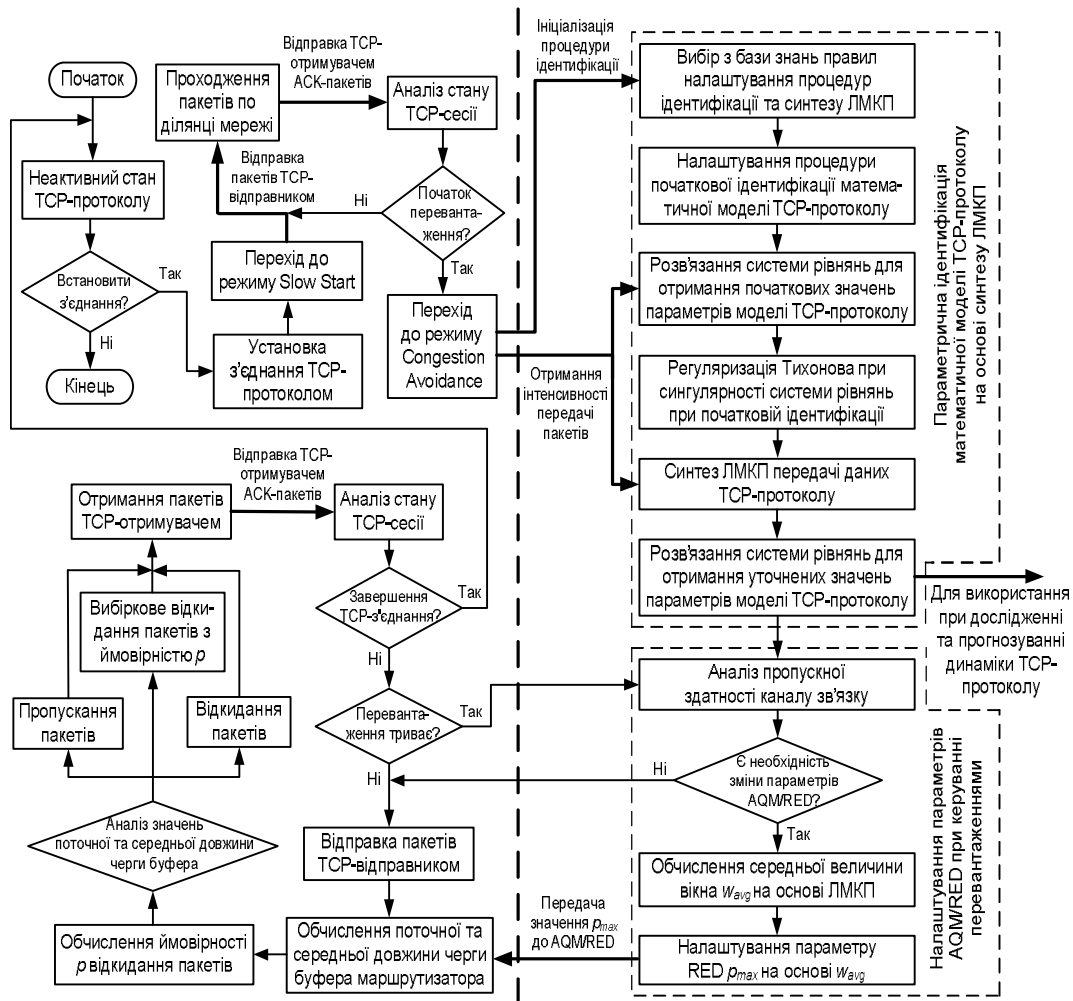 Початок
Неактивний стан
TCP-протоколу
Встановити
з'єднання?
Так
Ні
Кінець
Проходження
пакетів по
ділянці мережі
Відправка TCP-
отримувачем
ACK-пакетів
Аналіз стану
TCP-сесії
Відправка
пакетів TCP-
відправником
Ні
Початок
переванта-
ження?
Так
Перехід до
режиму Slow Start
Установка
з'єднання TCP-
протоколом
Перехід
до режиму
Congestion
Avoidance
Ініціалізація
процедури
ідентифікації
Отримання
інтенсивності
передачі
пакетів
Вибір з бази знань правил
налаштування процедур
ідентифікації та синтезу ЛМКП
Налаштування процедури
початкової ідентифікації матема-
тичної моделі TCP-протоколу
Розв'язання системи рівнянь для
отримання початкових значень
параметрів моделі TCP-протоколу
Регуляризація Тихонова при
сингулярності системи рівнянь
при початковій ідентифікації
Синтез ЛМКП передачі даних
TCP-протоколу
Розв'язання системи рівнянь для
отримання уточнених значень
параметрів моделі TCP-протоколу
Параметрична ідентифікація
математичної моделі TCP-протоколу
на основі синтезу ЛМКП
Для використання
при дослідженні
та прогнозуванні
динаміки TCP-
протоколу
Отримання пакетів
TCP-отримувачем
Відправка TCP-
отримувачем
ACK-пакетів
Аналіз стану
TCP-сесії
Завершення
TCP-з'єднання?
Так
Ні
Переванта-
ження триває?
Так
Ні
Вибіркове відки-
дання пакетів з
ймовірністю p
Пропускання
пакетів
Відкидання
пакетів
Аналіз значень
поточної та середньої довжини
черги буфера
Обчислення ймовірності
p відкидання пакетів
Відправка пакетів
TCP-відправником
Обчислення поточної та
середньої довжини черги
буфера маршрутизатора
Передача
значення pmax
до AQM/RED
Аналіз пропускної
здатності каналу зв'язку
Є необхідність
зміни параметрів
AQM/RED?
Ні
Так
Обчислення середньої величини
вікна wavg на основі ЛМКП
Налаштування параметру
RED pmax на основі wavg
Налаштування параметрів
AQM/RED при керуванні
перевантаженнями